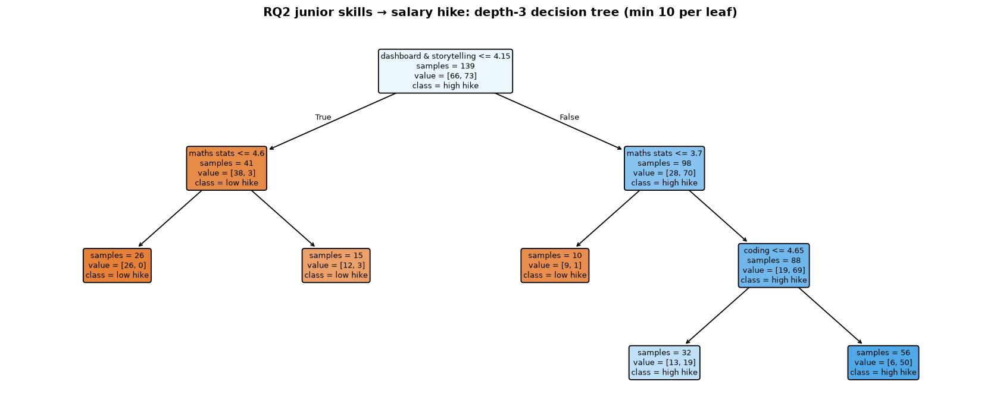 RQ2 junior skills → salary hike: depth-3 decision tree (min 10 per leaf)
dashboard & storytelling <= 4.15
samples = 139
value = [66, 73]
class = high hike
True
False
maths stats <= 4.6
samples = 41
value = [38, 3]
class = low hike
maths stats <= 3.7
samples = 98
value = [28, 70]
class = high hike
samples = 26
value = [26, 0]
class = low hike
samples = 15
value = [12, 3]
class = low hike
samples = 10
value = [9, 1]
class = low hike
coding <= 4.65
samples = 88
value = [19, 69]
class = high hike
samples = 32
value = [13, 19]
class = high hike
samples = 56
value = [6, 50]
class = high hike